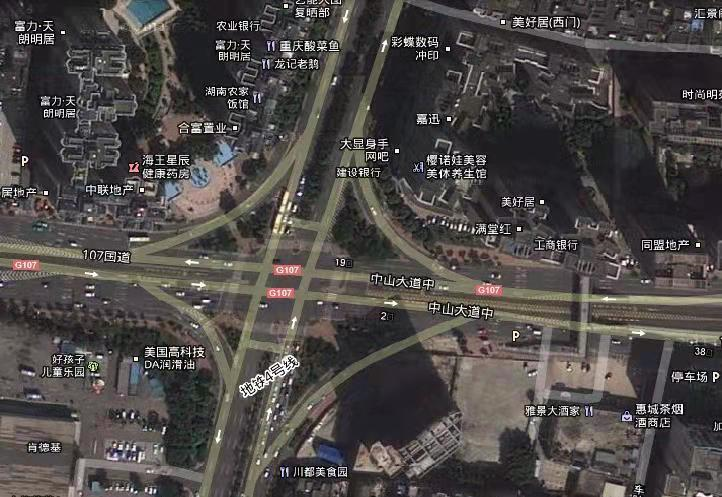 艺能大园
复晒部
农业银行
富力·天
朗明居
富力·天
朗明居
重庆酸菜鱼
龙记老鹅
彩蝶数码
冲印
美好居(西门)
汇景
富力·天
朗明居
湖南农家
饭馆
时尚明
合富置业
嘉迅
P
海王星辰
健康药房
大显身手
网吧
建设银行
樱诺娃美容
美体养生馆
居地产
中联地产
美好居
满堂红
工商银行
同盟地产
107国道
G107
G107
G107
G107
19
中山大道中
中山大道中
2
P
38
好孩子
儿童乐园
美国高科技
DA润滑油
地铁4号线
停车场 P
雅景大酒家
惠城茶烟
酒商店
加
肯德基
川都美食园
车